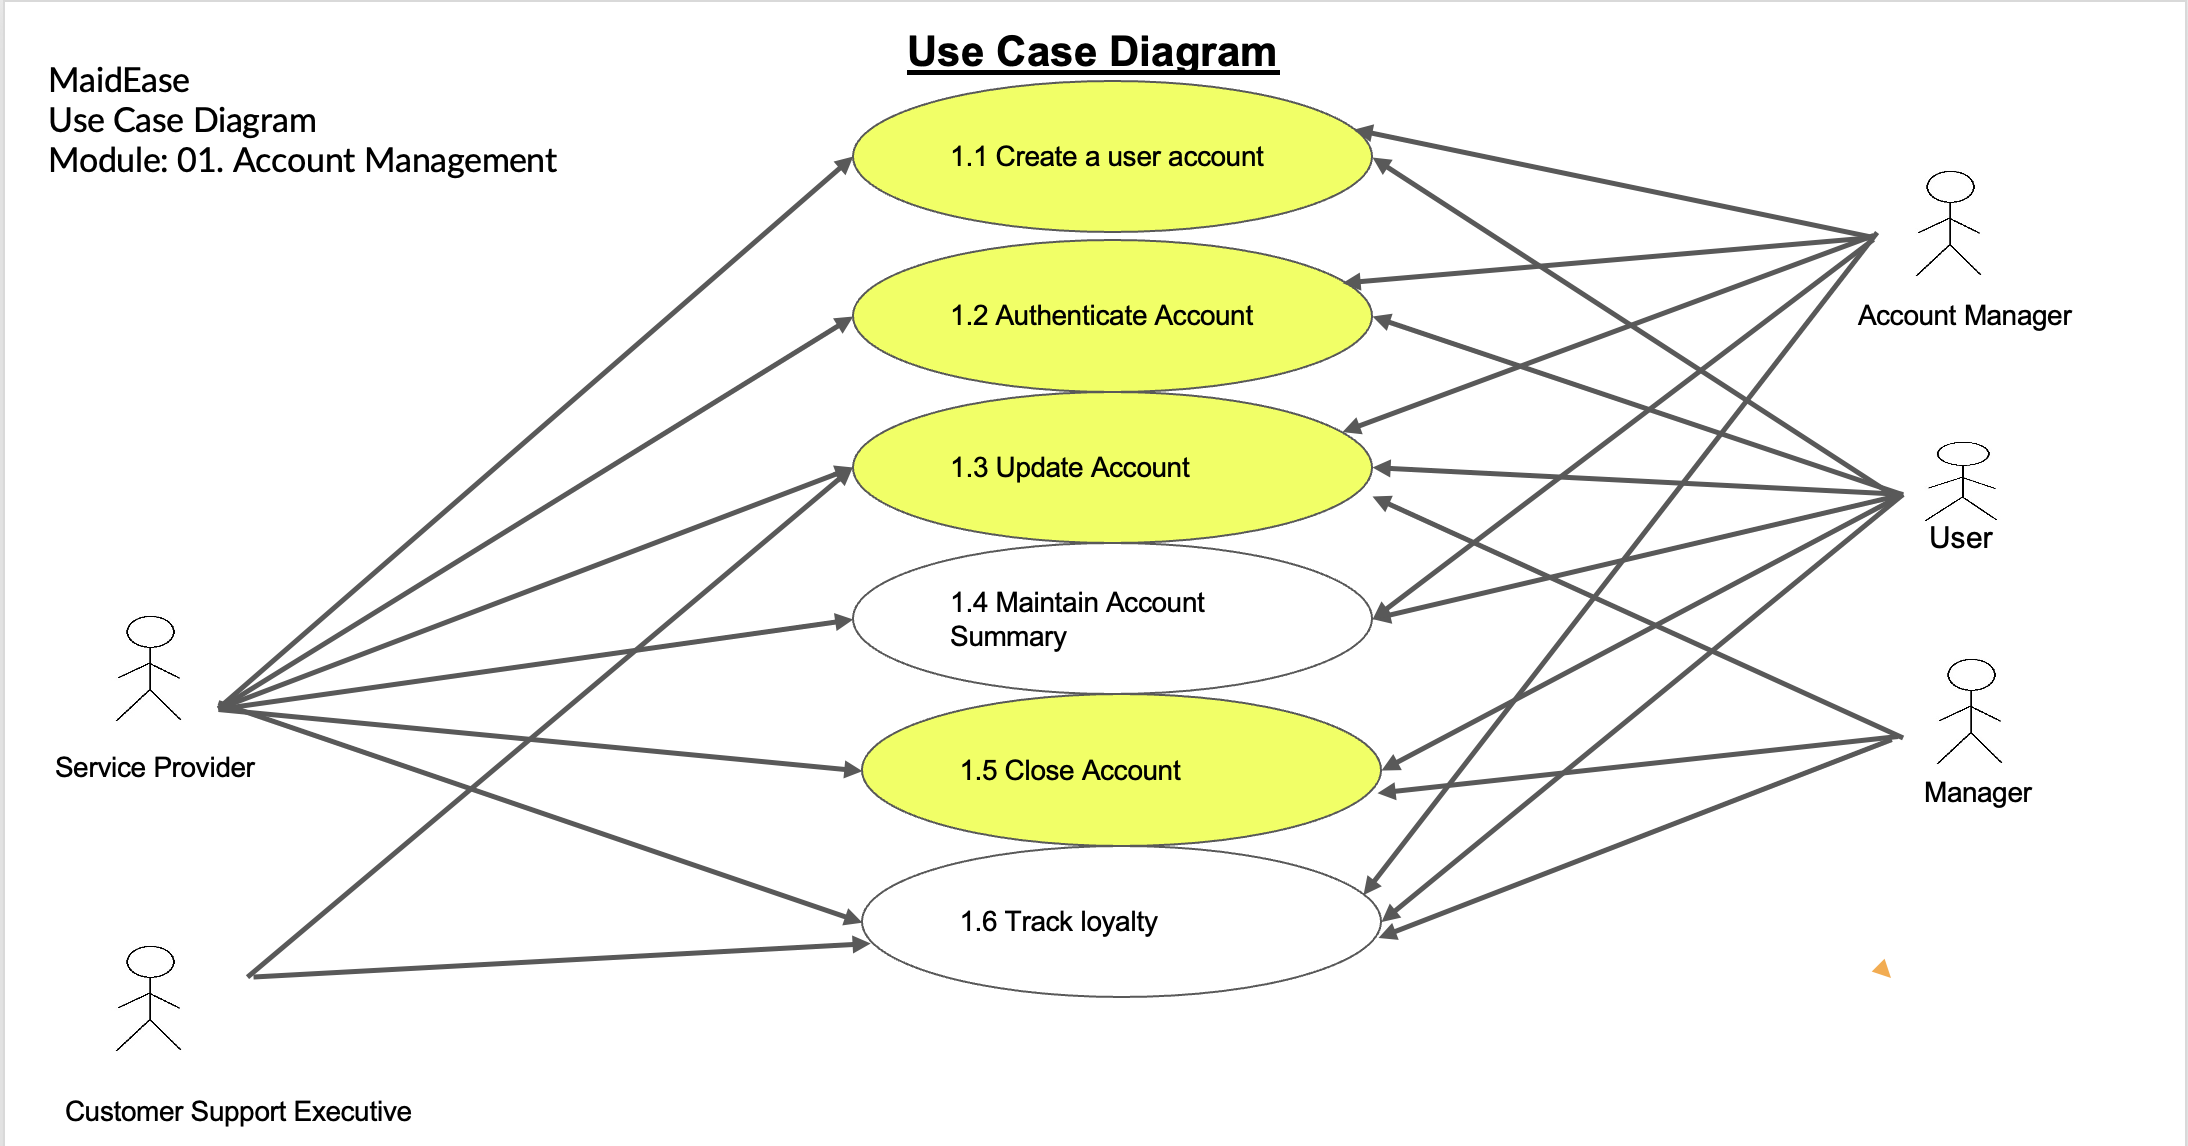 Use Case Diagram
MaidEase
Use Case Diagram
Module: 01. Account Management
1.1 Create a user account
1.2 Authenticate Account
Account Manager
1.3 Update Account
User
1.4 Maintain Account
Summary
Service Provider
1.5 Close Account
Manager
1.6 Track loyalty
Customer Support Executive